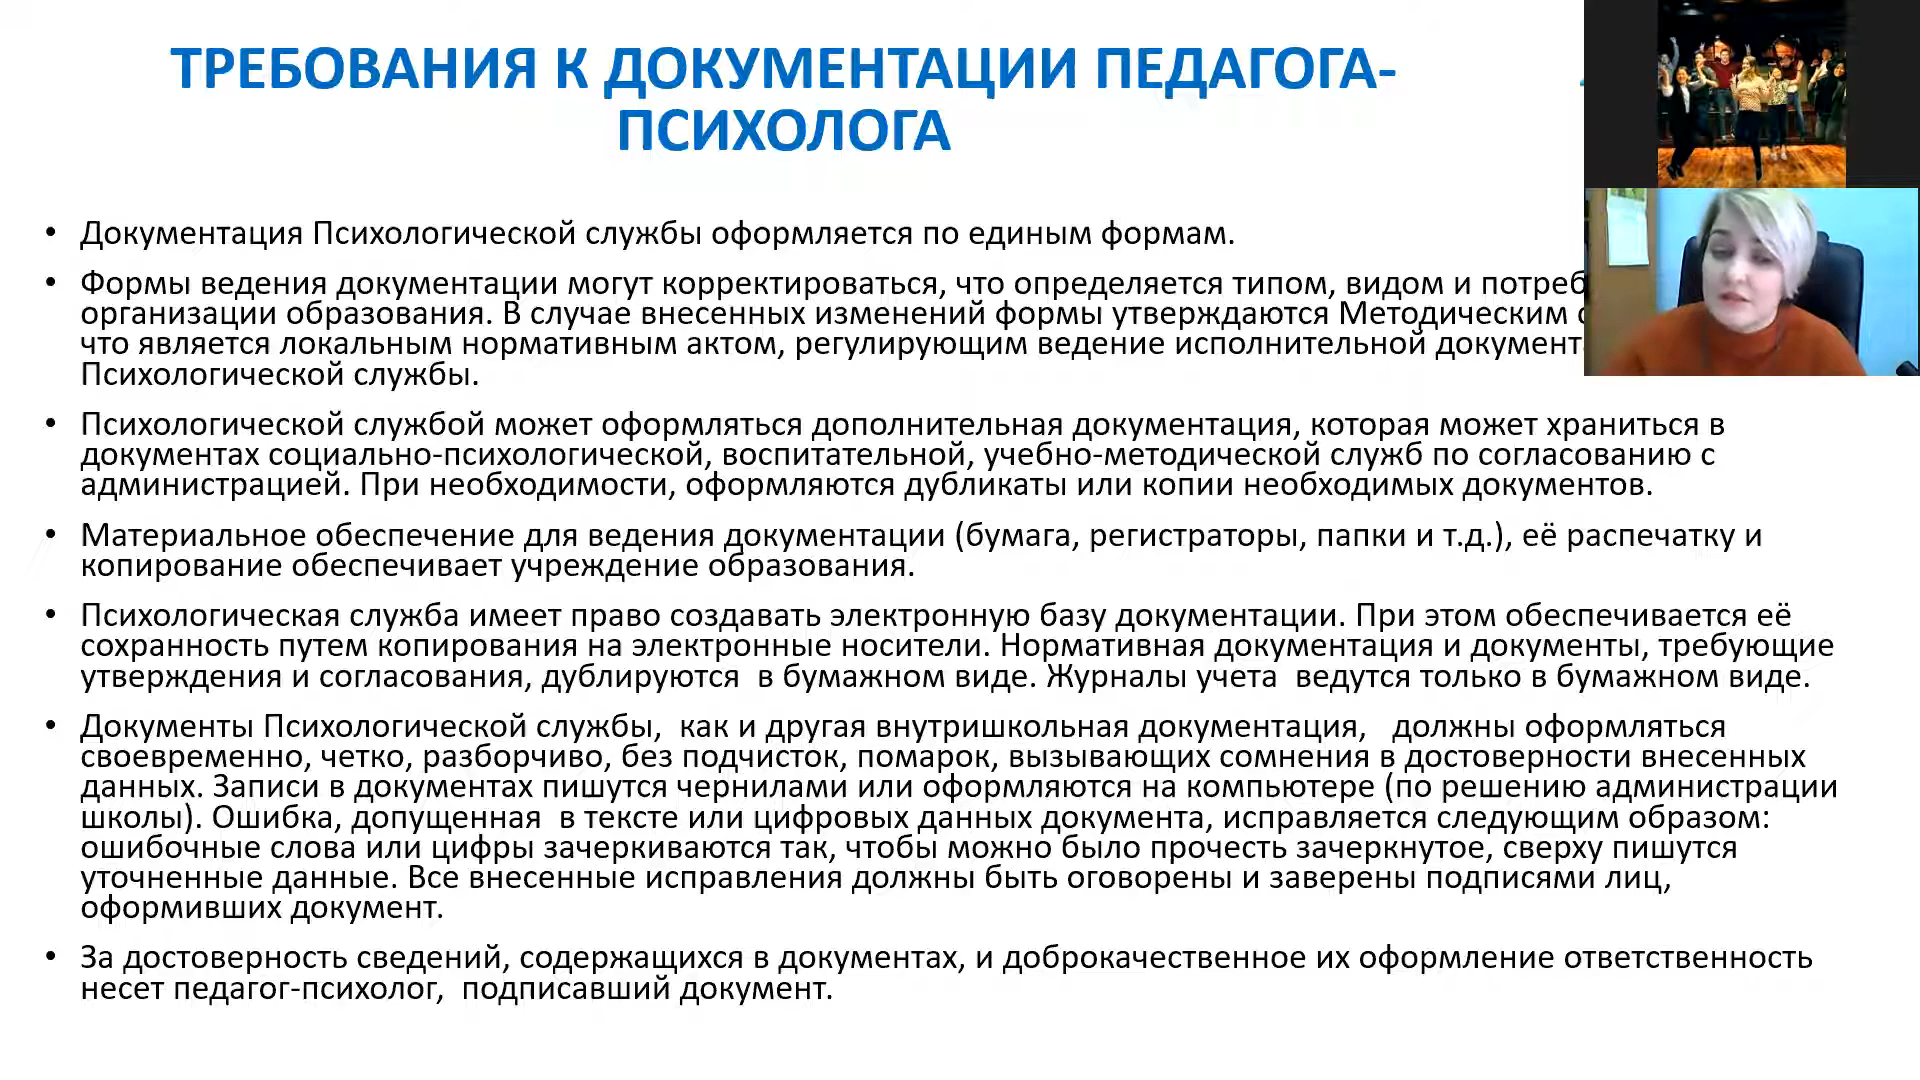 ТРЕБОВАНИЯ К ДОКУМЕНТАЦИИ ПЕДАГОГА-
ПСИХОЛОГА
• Документация Психологической службы оформляется по единым формам.
• Формы ведения документации могут корректироваться, что определяется типом, видом и
организации образования. В случае внесенных изменений формы утверждаются Методическим
что является локальным нормативным актом, регулирующим ведение исполнительной
Психологической службы.
• Психологической службой может оформляться дополнительная документация, которая может храниться в
документах социально-психологической, воспитательной, учебно-методической служб по согласованию с
администрацией. При необходимости, оформляются дубликаты или копии необходимых документов.
• Материальное обеспечение для ведения документации (бумага, регистраторы, папки и т.д.), её распечатку и
копирование обеспечивает учреждение образования.
• Психологическая служба имеет право создавать электронную базу документации. При этом обеспечивается её
сохранность путем копирования на электронные носители. Нормативная документация и документы, требующие
утверждения и согласования, дублируются в бумажном виде. Журналы учета ведутся только в бумажном виде.
• Документы Психологической службы, как и другая внутришкольная документация, должны оформляться
своевременно, четко, разборчиво, без подчисток, помарок, вызывающих сомнения в достоверности внесенных
данных. Записи в документах пишутся чернилами или оформляются на компьютере (по решению администрации
школы). Ошибка, допущенная в тексте или цифровых данных документа, исправляется следующим образом:
ошибочные слова или цифры зачеркиваются так, чтобы можно было прочесть зачеркнутое, сверху пишутся
уточненные данные. Все внесенные исправления должны быть оговорены и заверены подписями лиц,
оформивших документ.
• За достоверность сведений, содержащихся в документах, и доброкачественное их оформление ответственность
несет педагог-психолог, подписавший документ.